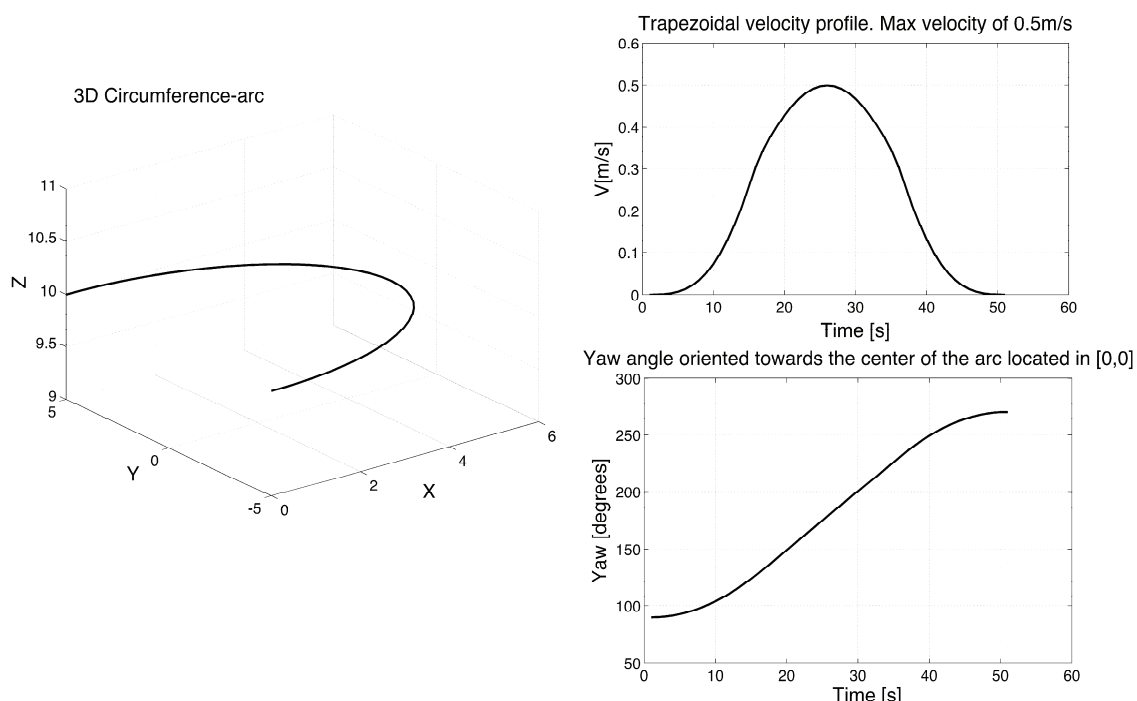 3D Circumference-arc
11
10.5
10
9.5
9
Z
5
0
-5
Y
0
2
4
6
X
Trapezoidal velocity profile. Max velocity of 0.5m/s
0.6
0.5
0.4
0.3
0.2
0.1
0
V[m/s]
0 10 20 30 40 50 60
Time [s]
Yaw angle oriented towards the center of the arc located in [0,0]
300
250
200
150
100
50
Yaw [degrees]
0 10 20 30 40 50 60
Time [s]